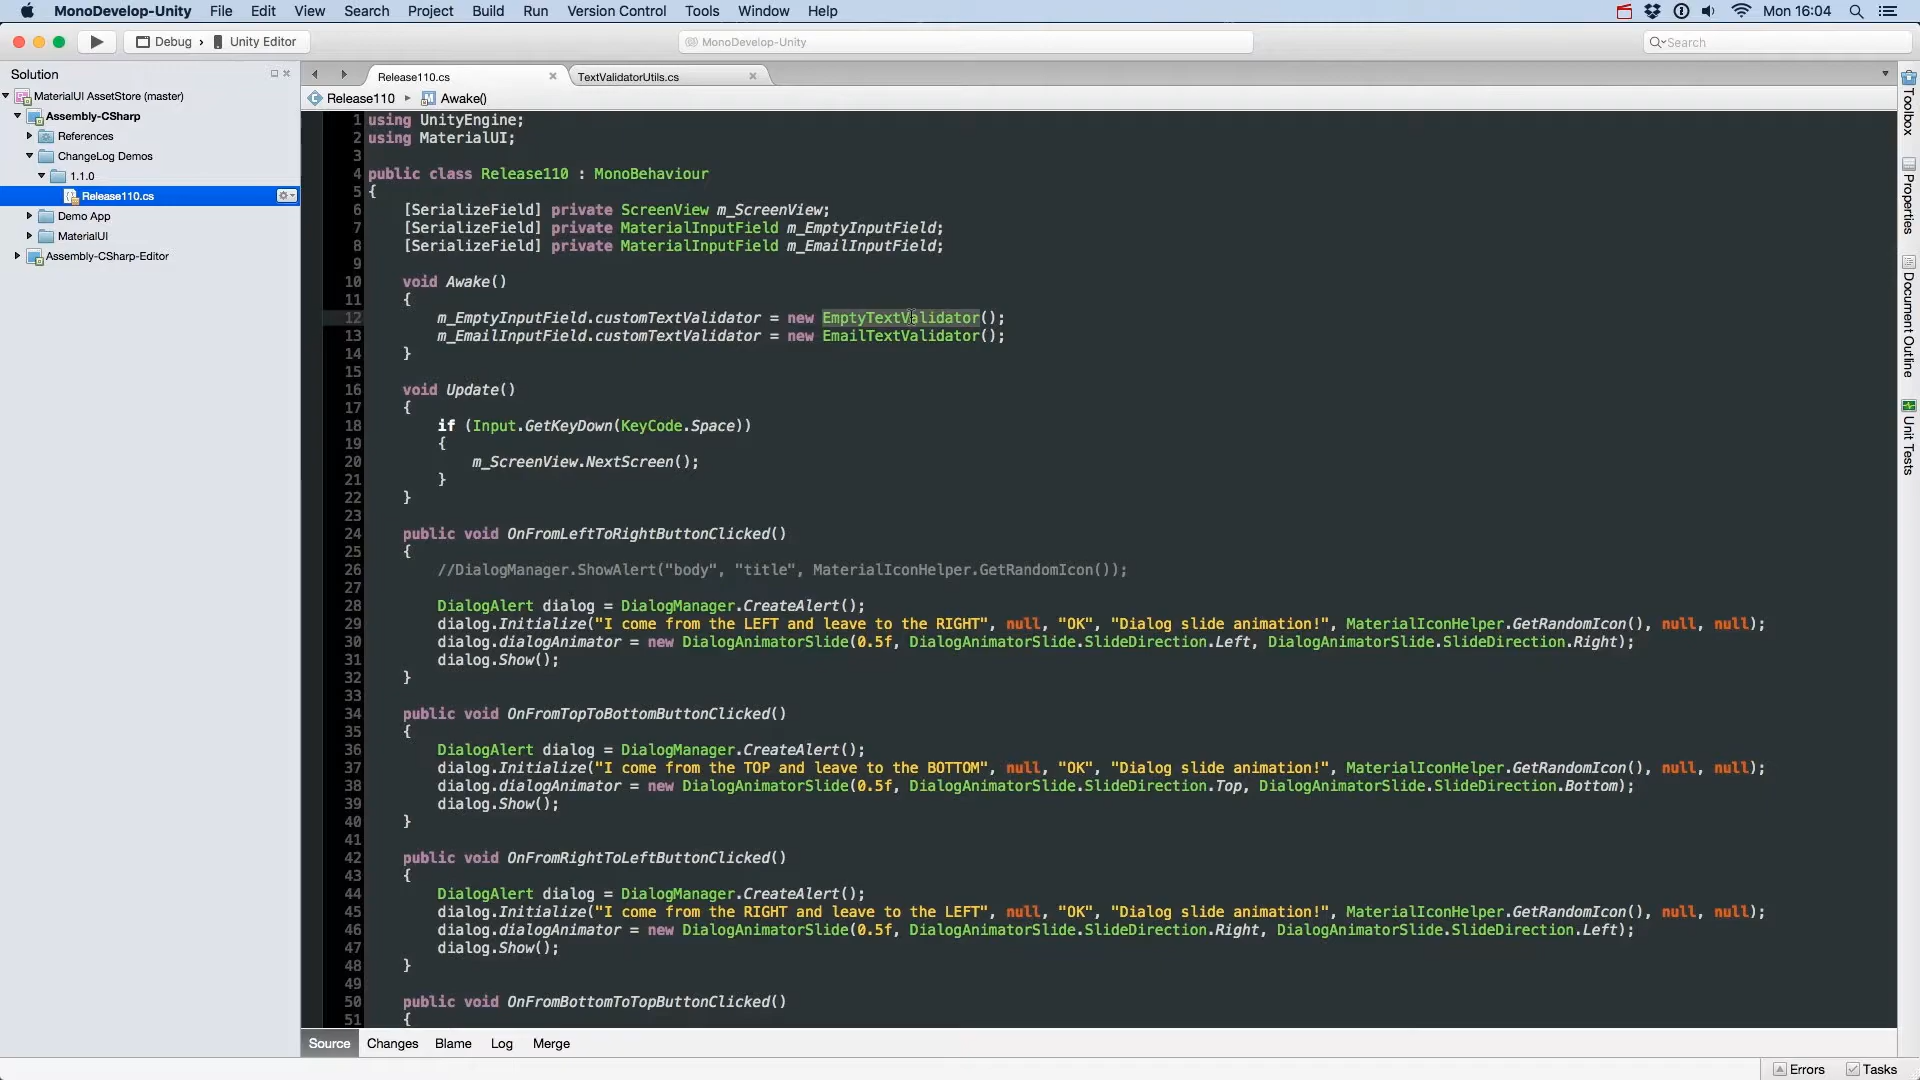 MonoDevelop-Unity File Edit View Search Project Build Run Version Control Tools Window Help Mon 16:04
Debug › Unity Editor MonoDevelop-Unity Search
Solution
MaterialUI AssetStore (master)
Assembly-CSharp
References
ChangeLog Demos
1.1.0
Release110.cs
Demo App
MaterialUI
Assembly-CSharp-Editor
Release110.cs TextValidatorUtils.cs
Release110 Awake()
1 using UnityEngine;
2 using MaterialUI;
3
4 public class Release110 : MonoBehaviour
5 {
6 [SerializeField] private ScreenView m_ScreenView;
7 [SerializeField] private MaterialInputField m_EmptyInputField;
8 [SerializeField] private MaterialInputField m_EmailInputField;
9
10 void Awake()
11 {
12 m_EmptyInputField.customTextValidator = new EmptyTextValidator();
13 m_EmailInputField.customTextValidator = new EmailTextValidator();
14 }
15
16 void Update()
17 {
18 if (Input.GetKeyDown(KeyCode.Space))
19 {
20 m_ScreenView.NextScreen();
21 }
22 }
23
24 public void OnFromLeftToRightButtonClicked()
25 {
26 //DialogManager.ShowAlert("body", "title", MaterialIconHelper.GetRandomIcon());
27
28 DialogAlert dialog = DialogManager.CreateAlert();
29 dialog.Initialize("I come from the LEFT and leave to the RIGHT", null, "OK", "Dialog slide animation!", MaterialIconHelper.GetRandomIcon(), null, null);
30 dialog.dialogAnimator = new DialogAnimatorSlide(0.5f, DialogAnimatorSlide.SlideDirection.Left, DialogAnimatorSlide.SlideDirection.Right);
31 dialog.Show();
32 }
33
34 public void OnFromTopToBottomButtonClicked()
35 {
36 DialogAlert dialog = DialogManager.CreateAlert();
37 dialog.Initialize("I come from the TOP and leave to the BOTTOM", null, "OK", "Dialog slide animation!", MaterialIconHelper.GetRandomIcon(), null, null);
38 dialog.dialogAnimator = new DialogAnimatorSlide(0.5f, DialogAnimatorSlide.SlideDirection.Top, DialogAnimatorSlide.SlideDirection.Bottom);
39 dialog.Show();
40 }
41
42 public void OnFromRightToLeftButtonClicked()
43 {
44 DialogAlert dialog = DialogManager.CreateAlert();
45 dialog.Initialize("I come from the RIGHT and leave to the LEFT", null, "OK", "Dialog slide animation!", MaterialIconHelper.GetRandomIcon(), null, null);
46 dialog.dialogAnimator = new DialogAnimatorSlide(0.5f, DialogAnimatorSlide.SlideDirection.Right, DialogAnimatorSlide.SlideDirection.Left);
47 dialog.Show();
48 }
49
50 public void OnFromBottomToTopButtonClicked()
51 {
Source Changes Blame Log Merge
Toolbox
Properties
Document Outline
Unit Tests
Errors Tasks